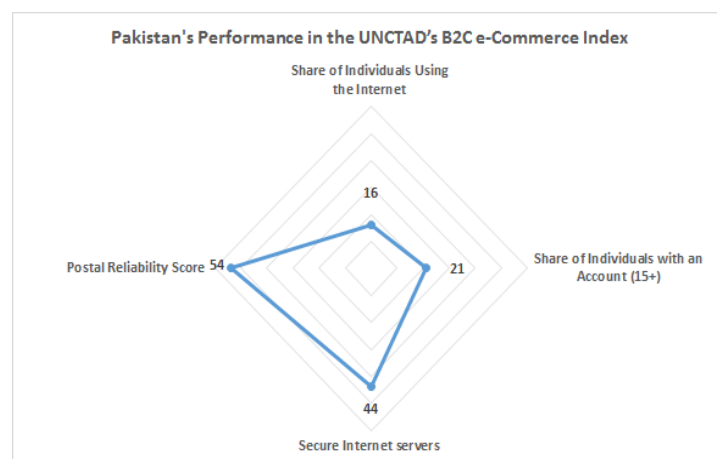 Pakistan's Performance in the UNCTAD’s B2C e-Commerce Index
Share of Individuals Using
the Internet
16
Postal Reliability Score
54
21
Share of Individuals with an
Account (15+)
44
Secure Internet servers